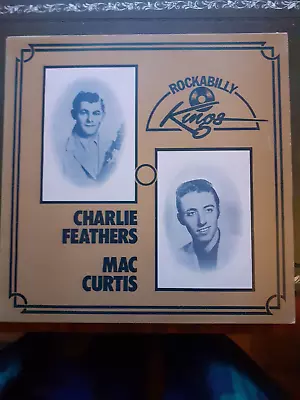 ROCKABILLY
Kings
CHARLIE
FEATHERS
MAC
CURTIS